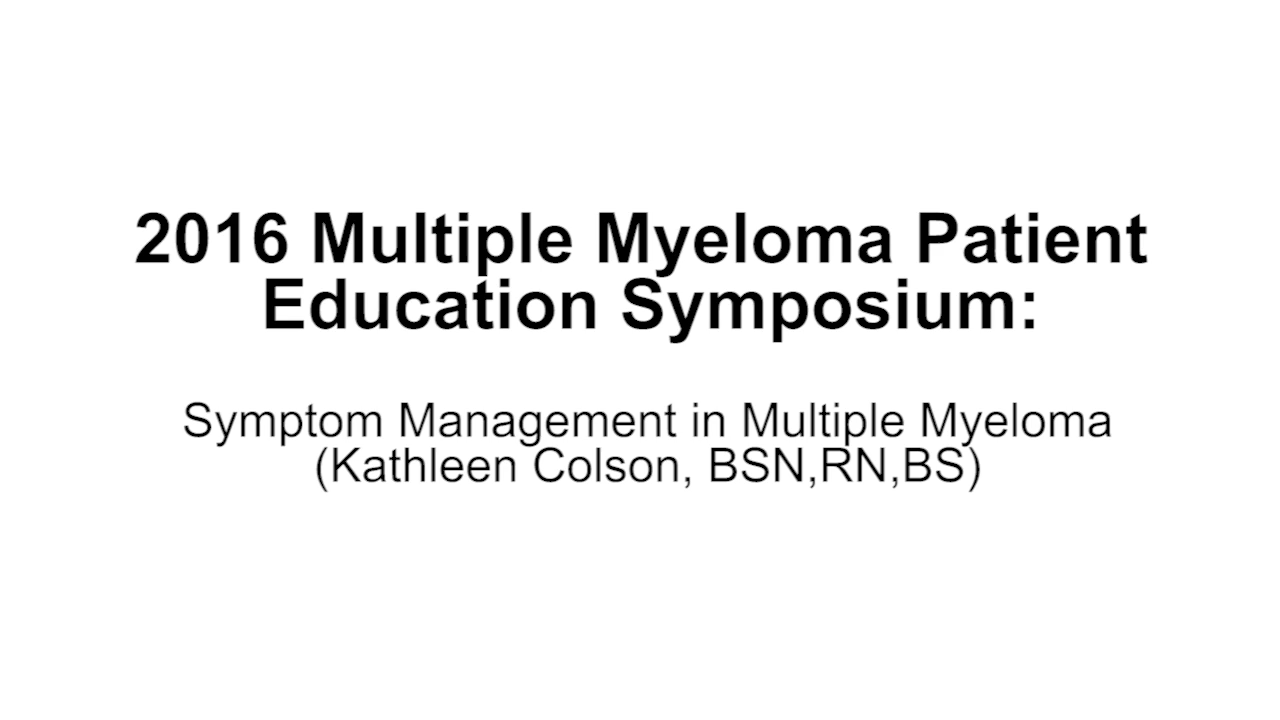 2016 Multiple Myeloma Patient
Education Symposium:
Symptom Management in Multiple Myeloma
(Kathleen Colson, BSN,RN,BS)